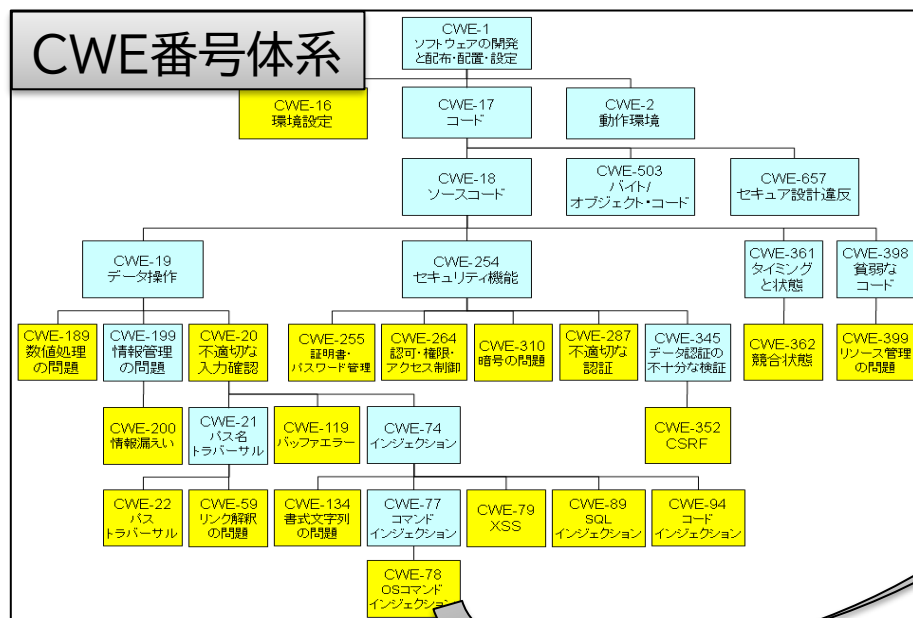 CWE番号体系
CWE-1
ソフトウェアの開発
と配布・配置・設定
CWE-16
環境設定
CWE-17
コード
CWE-2
動作環境
CWE-18
ソースコード
CWE-503
バイト/
オブジェクト・コード
CWE-657
セキュア設計違反
CWE-19
データ操作
CWE-254
セキュリティ機能
CWE-361
タイミング
と状態
CWE-398
貧弱な
コード
CWE-189
数値処理
の問題
CWE-199
情報管理
の問題
CWE-20
不適切な
入力確認
CWE-255
証明書・
パスワード管理
CWE-264
認可・権限・
アクセス制御
CWE-310
暗号の問題
CWE-287
不適切な
認証
CWE-345
データ認証の
不十分な検証
CWE-362
競合状態
CWE-399
リソース管理
の問題
CWE-200
情報漏えい
CWE-21
パス名
トラバーサル
CWE-119
バッファエラー
CWE-74
インジェクション
CWE-352
CSRF
CWE-22
パス
トラバーサル
CWE-59
リンク解釈
の問題
CWE-134
書式文字列
の問題
CWE-77
コマンド
インジェクション
CWE-79
XSS
CWE-89
SQL
インジェクション
CWE-94
コード
インジェクション
CWE-78
OSコマンド
インジェクション